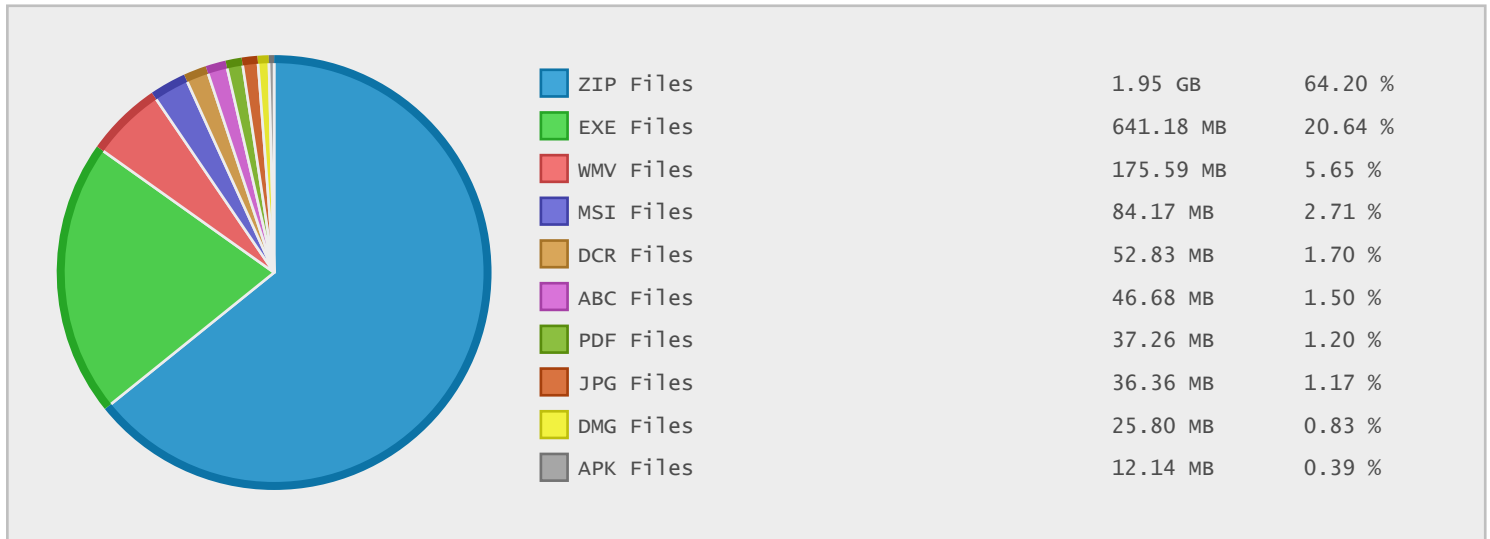 ZIP Files 1.95 GB 64.20 %
EXE Files 641.18 MB 20.64 %
WMV Files 175.59 MB 5.65 %
MSI Files 84.17 MB 2.71 %
DCR Files 52.83 MB 1.70 %
ABC Files 46.68 MB 1.50 %
PDF Files 37.26 MB 1.20 %
JPG Files 36.36 MB 1.17 %
DMG Files 25.80 MB 0.83 %
APK Files 12.14 MB 0.39 %